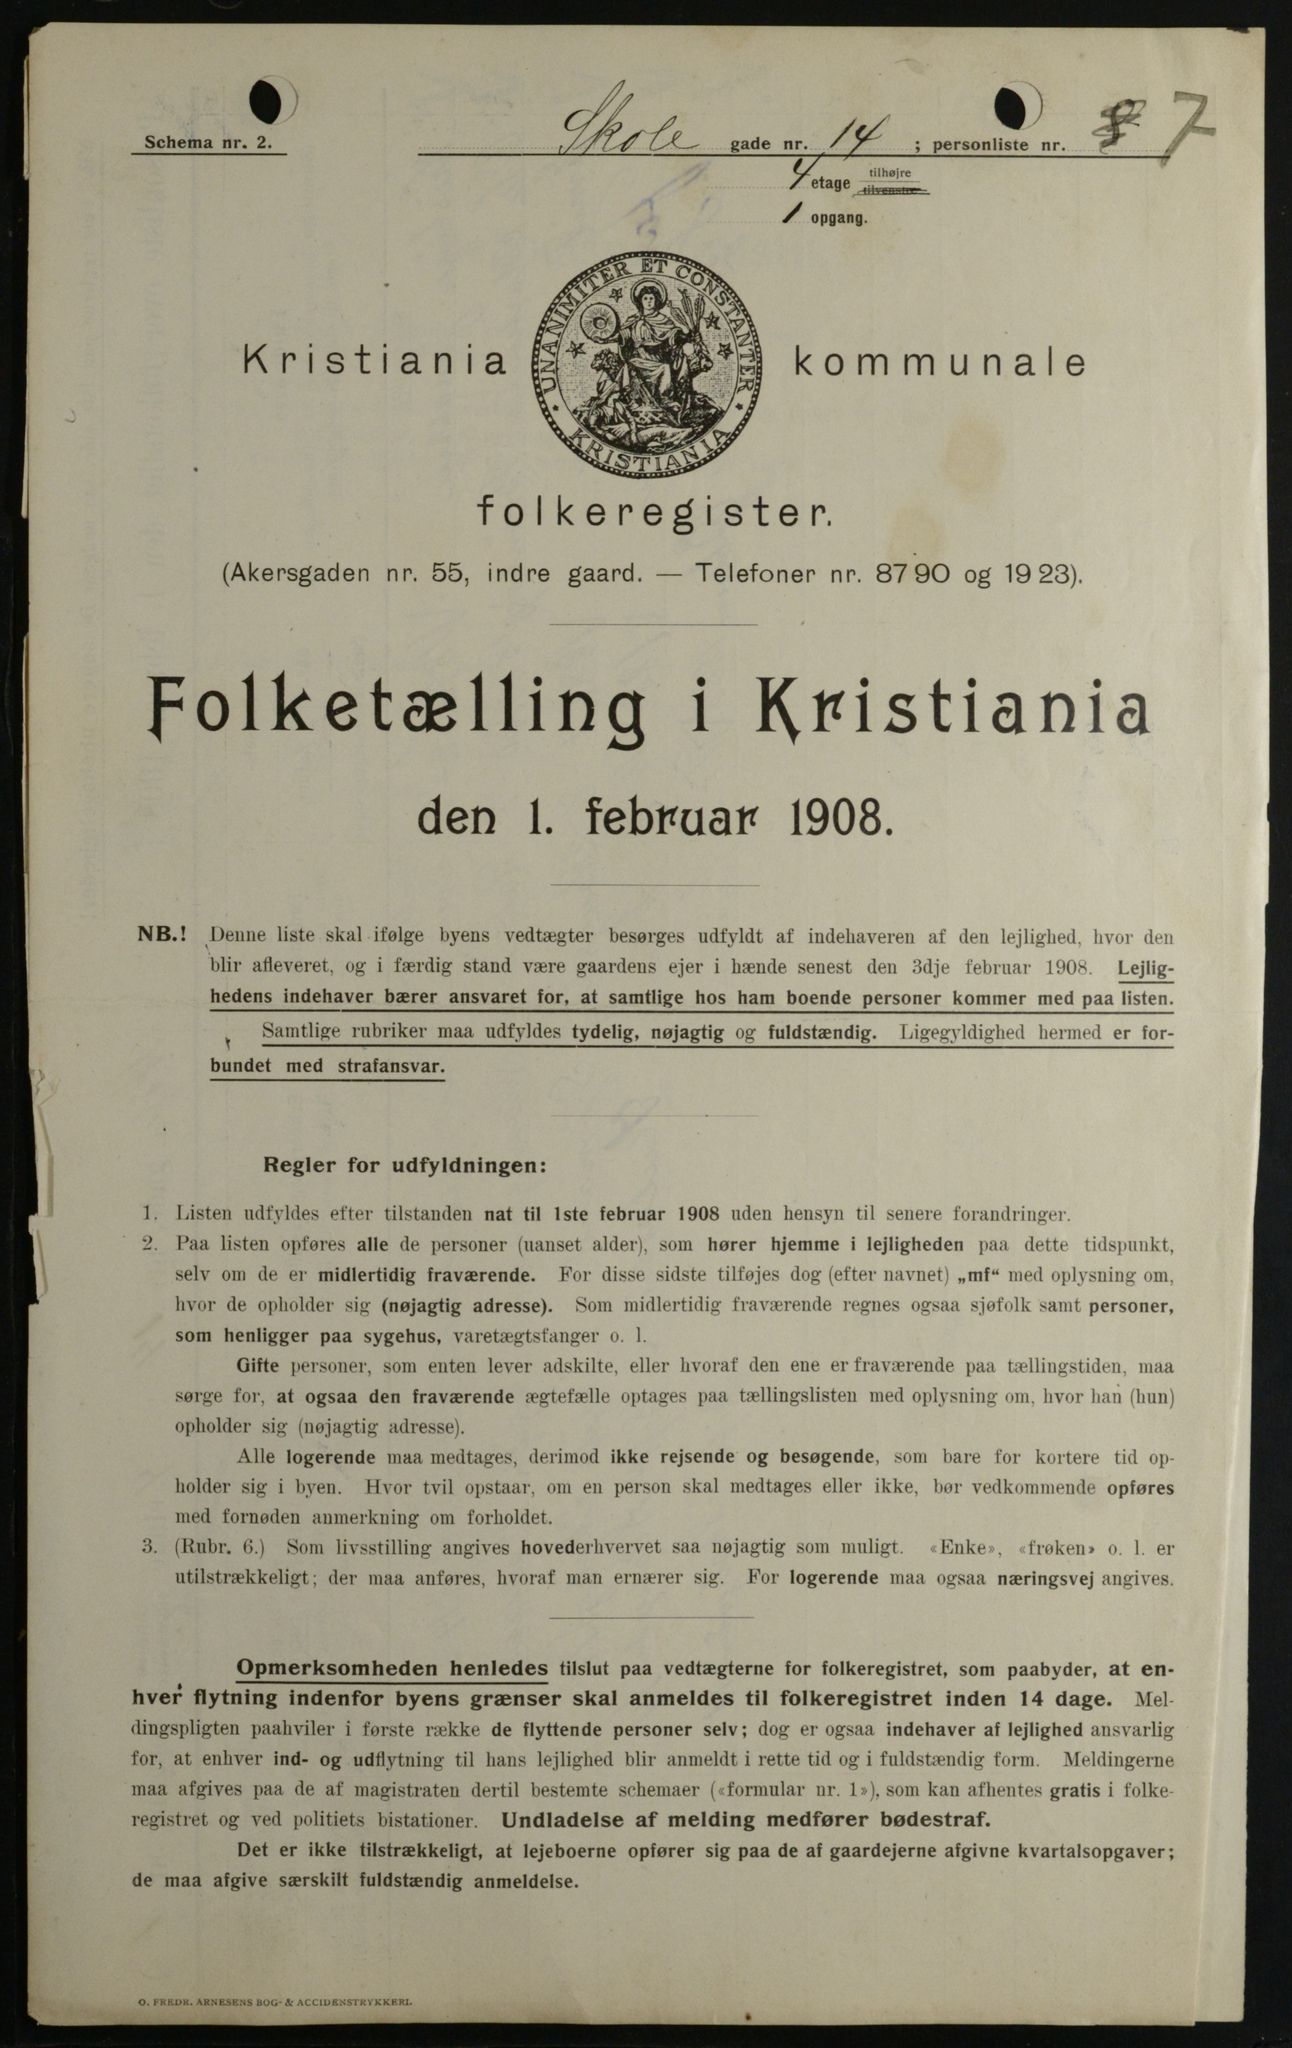 Schema nr. 2.
Skole gade nr. 14 ; personliste nr. 8 7
4 etage tilhøjre tilvenstre
1 opgang.
UNANIMITER ET CONSTANTER
KRISTIANIA
Kristiania kommunale
folkeregister.
(Akersgaden nr. 55, indre gaard. — Telefoner nr. 8790 og 1923).
Folketælling i Kristiania
den 1. februar 1908.
NB.! Denne liste skal ifølge byens vedtægter besørges udfyldt af indehaveren af den lejlighed, hvor den
blir afleveret, og i færdig stand være gaardens ejer i hænde senest den 3dje februar 1908. Lejlig-
hedens indehaver bærer ansvaret for, at samtlige hos ham boende personer kommer med paa listen.
Samtlige rubriker maa udfyldes tydelig, nøjagtig og fuldstændig. Ligegyldighed hermed er for-
bundet med strafansvar.
Regler for udfyldningen:
1. Listen udfyldes efter tilstanden nat til 1ste februar 1908 uden hensyn til senere forandringer.
2. Paa listen opføres alle de personer (uanset alder), som hører hjemme i lejligheden paa dette tidspunkt,
selv om de er midlertidig fraværende. For disse sidste tilføjes dog (efter navnet) „mf“ med oplysning om,
hvor de opholder sig (nøjagtig adresse). Som midlertidig fraværende regnes ogsaa sjøfolk samt personer,
som henligger paa sygehus, varetægtsfanger o. l.
Gifte personer, som enten lever adskilte, eller hvoraf den ene er fraværende paa tællingstiden, maa
sørge for, at ogsaa den fraværende ægtefælle optages paa tællingslisten med oplysning om, hvor han (hun)
opholder sig (nøjagtig adresse).
Alle logerende maa medtages, derimod ikke rejsende og besøgende, som bare for kortere tid op-
holder sig i byen. Hvor tvil opstaar, om en person skal medtages eller ikke, bør vedkommende opføres
med fornøden anmerkning om forholdet.
3. (Rubr. 6.) Som livsstilling angives hovederhvervet saa nøjagtig som muligt. «Enke», «frøken» o. l. er
utilstrækkeligt; der maa anføres, hvoraf man ernærer sig. For logerende maa ogsaa næringsvej angives.
Opmerksomheden henledes tilslut paa vedtægterne for folkeregistret, som paabyder, at en-
hver flytning indenfor byens grænser skal anmeldes til folkeregistret inden 14 dage. Mel-
dingspligten paahviler i første række de flyttende personer selv; dog er ogsaa indehaver af lejlighed ansvarlig
for, at enhver ind- og udflytning til hans lejlighed blir anmeldt i rette tid og i fuldstændig form. Meldingerne
maa afgives paa de af magistraten dertil bestemte schemaer («formular nr. 1»), som kan afhentes gratis i folke-
registret og ved politiets bistationer. Undladelse af melding medfører bødestraf.
Det er ikke tilstrækkeligt, at lejeboerne opfører sig paa de af gaardejerne afgivne kvartalsopgaver;
de maa afgive særskilt fuldstændig anmeldelse.
O. FREDR. ARNESENS BOG- & ACCIDENSTRYKKERI.